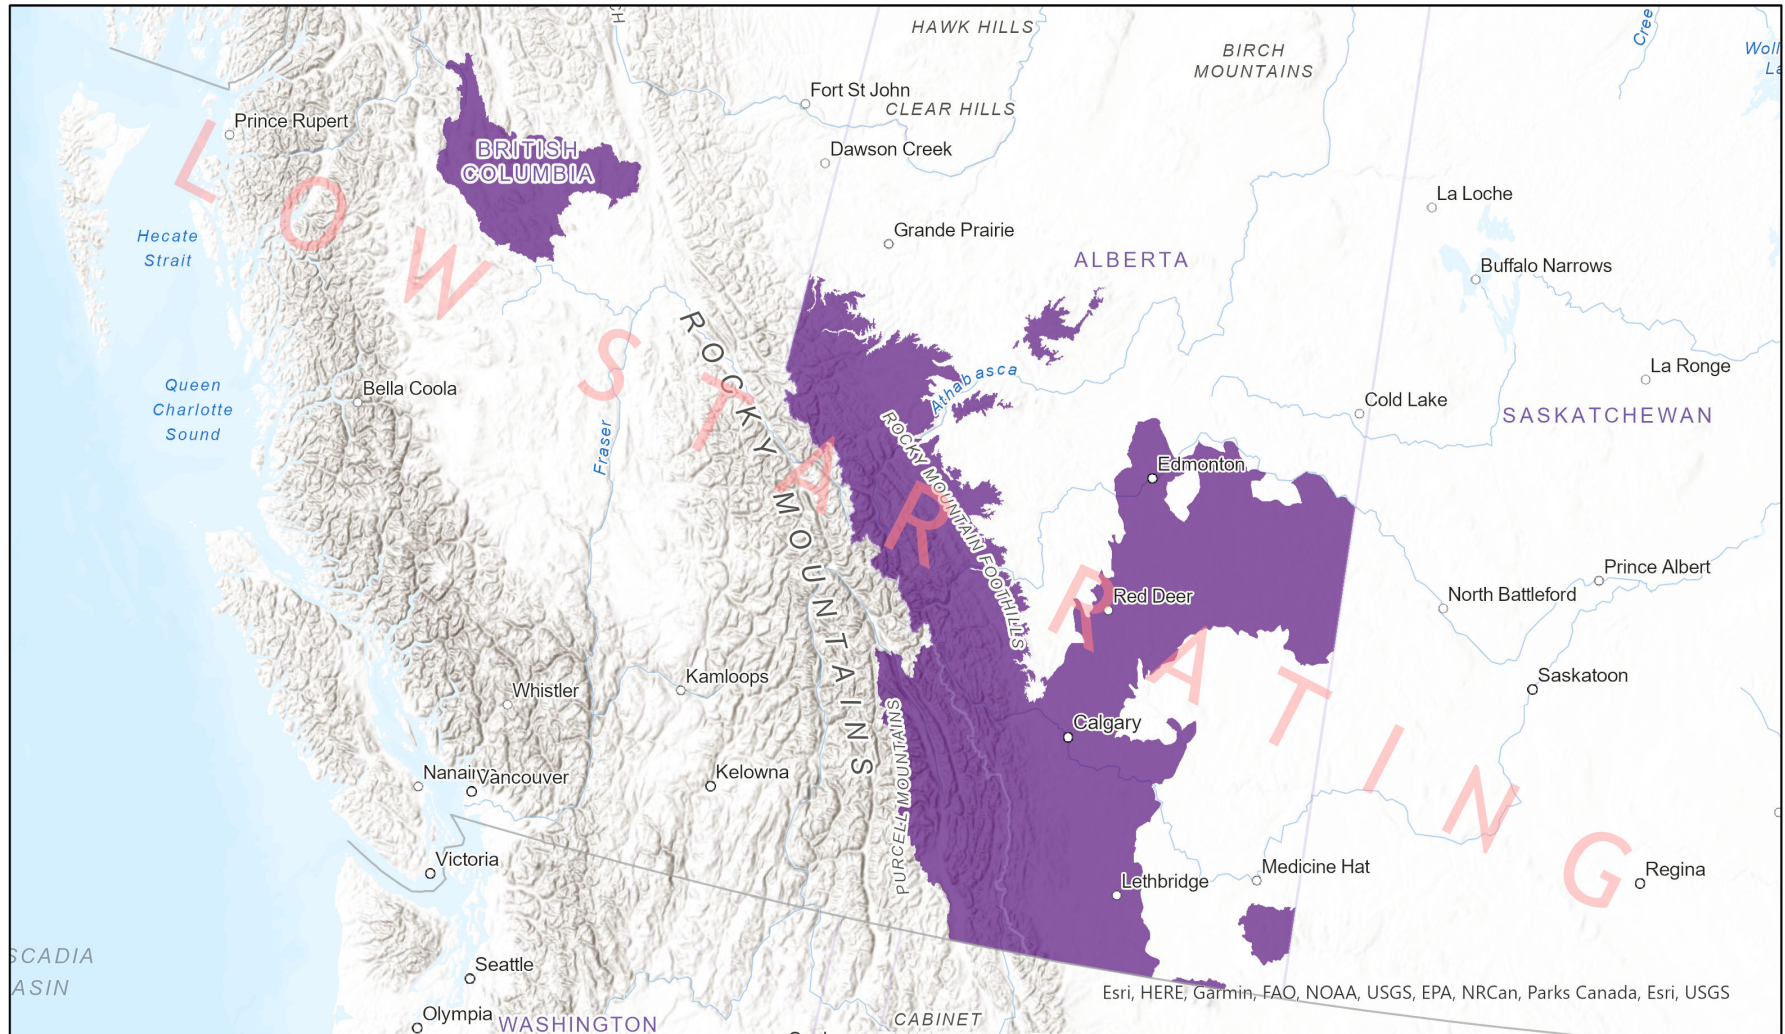 HAWK HILLS
BIRCH
MOUNTAINS
Cree
Fort St John
CLEAR HILLS
Prince Rupert
Dawson Creek
BRITISH
COLUMBIA
La Loche
Grande Prairie
Hecate
Strait
ALBERTA
Buffalo Narrows
LOW STAR RATING
ROCKY MOUNTAINS
La Ronge
Athabasca
Queen
Charlotte
Sound
Bella Coola
Cold Lake
SASKATCHEWAN
ROCKY MOUNTAIN FOOTHILLS
Fraser
Edmonton
Prince Albert
Red Deer
North Battleford
Kamloops
Saskatoon
Whistler
PURCELL MOUNTAINS
Calgary
Vancouver
Kelowna
Victoria
Medicine Hat
Regina
Lethbridge
Seattle
Esri, HERE, Garmin, FAO, NOAA, USGS, EPA, NRCan, Parks Canada, Esri, USGS
Olympia
WASHINGTON
CABINET